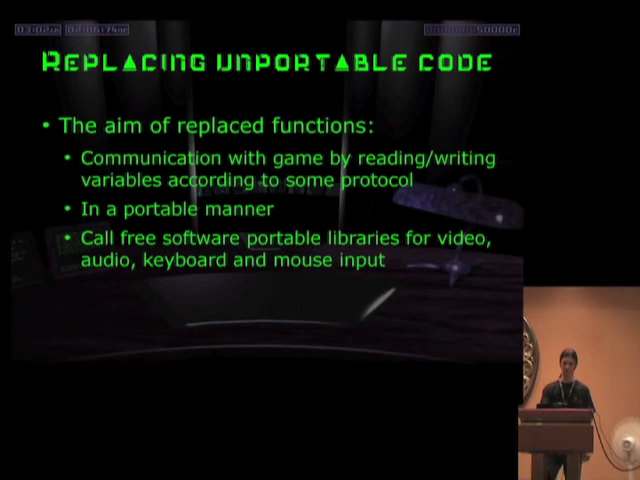 REPLACING UNPORTABLE CODE
• The aim of replaced functions:
• Communication with game by reading/writing
variables according to some protocol
• In a portable manner
• Call free software portable libraries for video,
audio, keyboard and mouse input